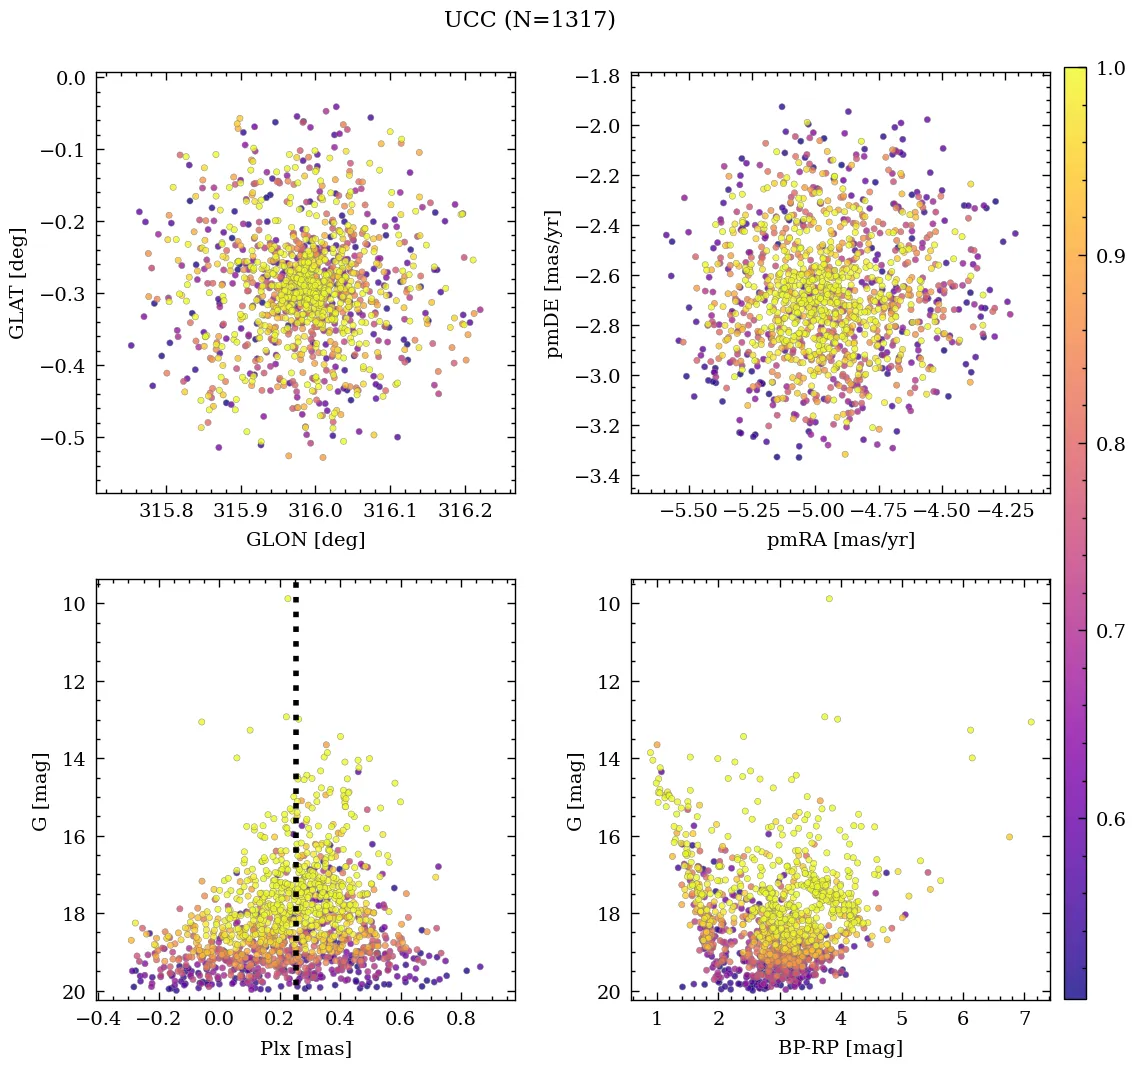 UCC (N=1317)
0.0
−0.1
−0.2
−0.3
−0.4
−0.5
GLAT [deg]
315.8 315.9 316.0 316.1 316.2
GLON [deg]
−1.8
−2.0
−2.2
−2.4
−2.6
−2.8
−3.0
−3.2
−3.4
pmDE [mas/yr]
−5.50 −5.25 −5.00 −4.75 −4.50 −4.25
pmRA [mas/yr]
1.0
0.9
0.8
0.7
0.6
10
12
14
16
18
20
G [mag]
−0.4 −0.2 0.0 0.2 0.4 0.6 0.8
Plx [mas]
10
12
14
16
18
20
G [mag]
1 2 3 4 5 6 7
BP-RP [mag]